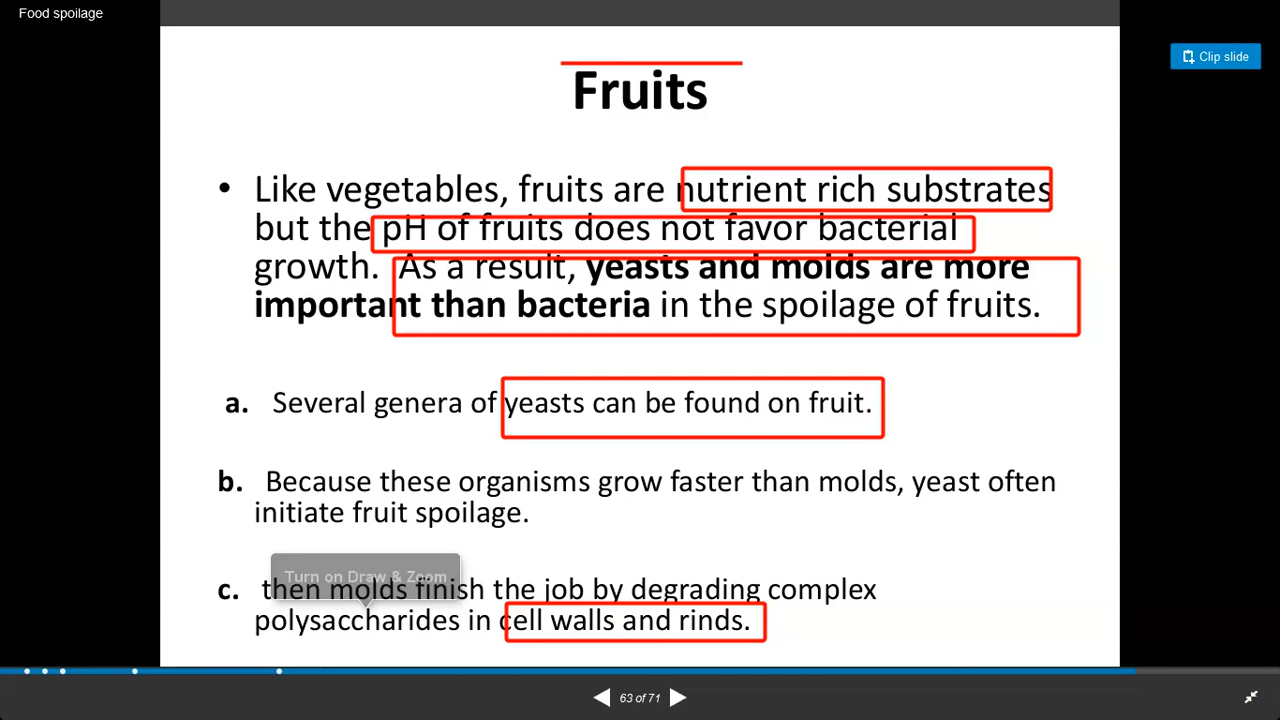 Food spoilage
Clip slide
Fruits
• Like vegetables, fruits are nutrient rich substrates
but the pH of fruits does not favor bacterial
growth. As a result, yeasts and molds are more
important than bacteria in the spoilage of fruits.
a. Several genera of yeasts can be found on fruit.
b. Because these organisms grow faster than molds, yeast often
initiate fruit spoilage.
Turn on Draw & Zoom
c. then molds finish the job by degrading complex
polysaccharides in cell walls and rinds.
63 of 71